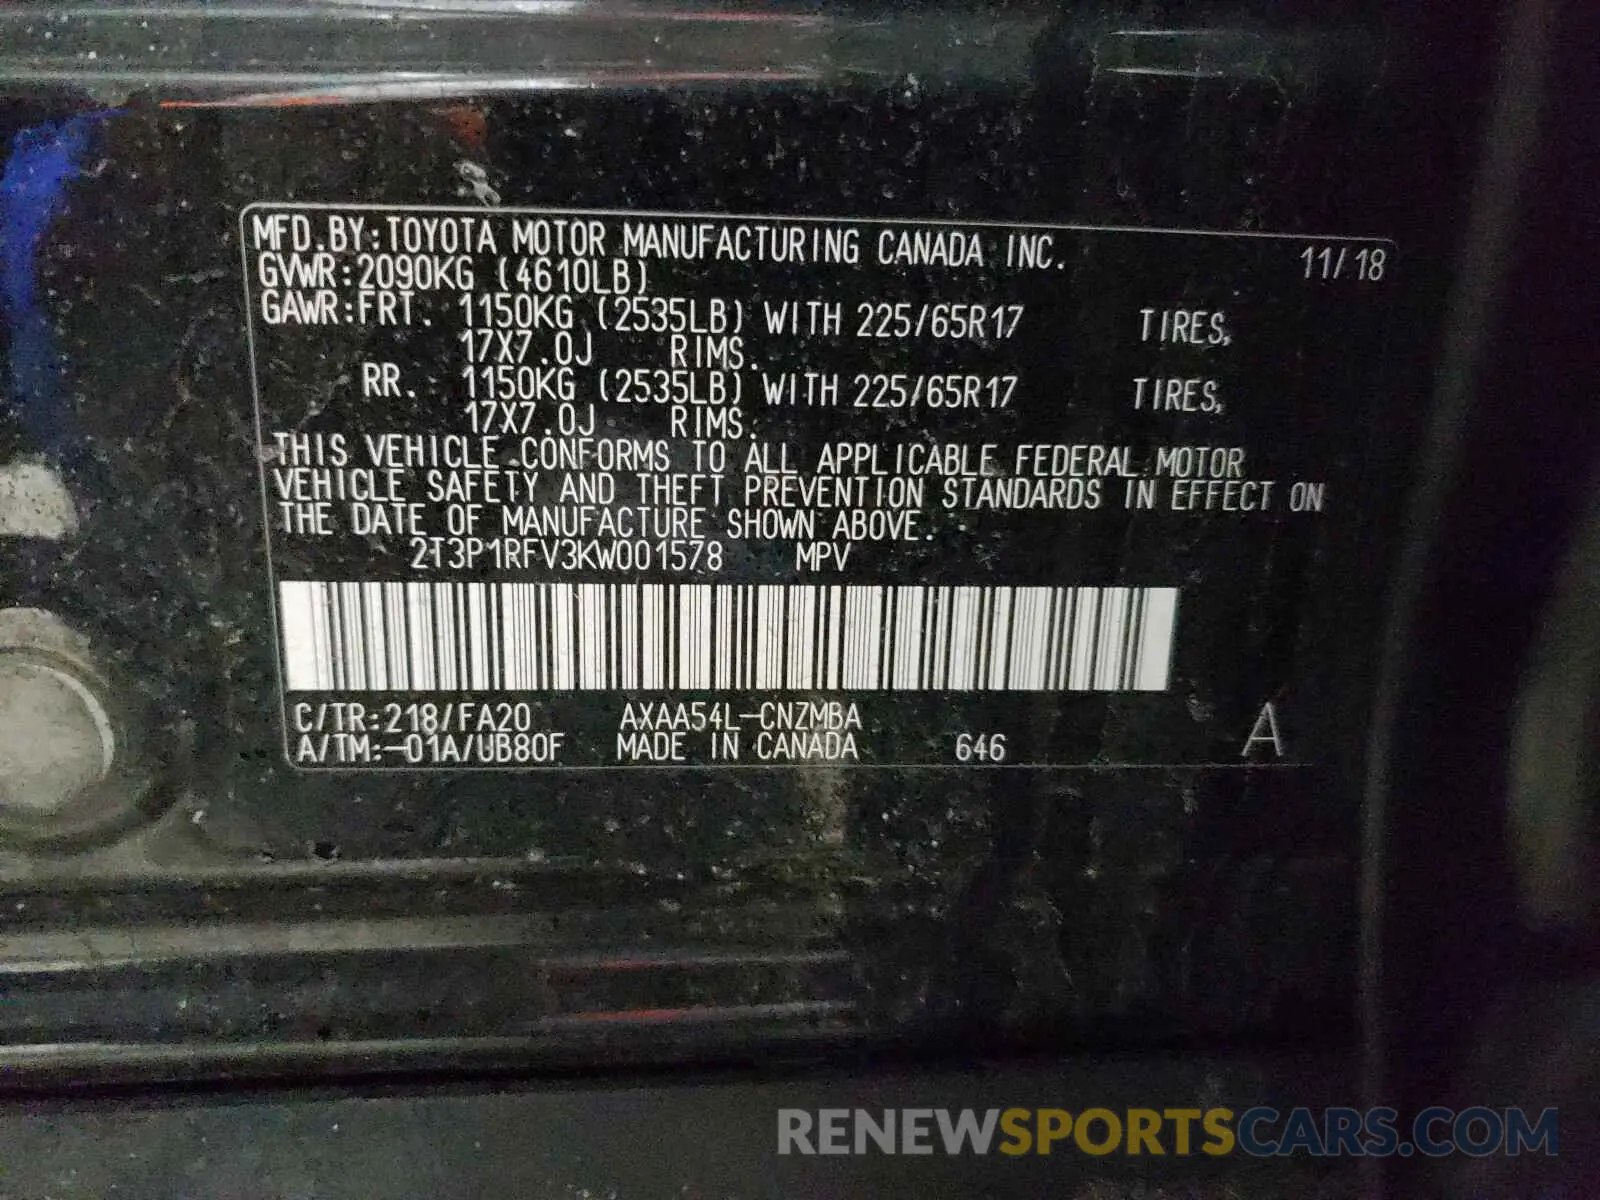 MFD.BY:TOYOTA MOTOR MANUFACTURING CANADA INC. 11/18
GVWR:2090KG (4610LB)
GAWR:FRT. 1150KG (2535LB) WITH 225/65R17 TIRES,
17X7.0J RIMS.
RR. 1150KG (2535LB) WITH 225/65R17 TIRES,
17X7.0J RIMS.
THIS VEHICLE CONFORMS TO ALL APPLICABLE FEDERAL MOTOR
VEHICLE SAFETY AND THEFT PREVENTION STANDARDS IN EFFECT ON
THE DATE OF MANUFACTURE SHOWN ABOVE.
2T3P1RFV3KW001578 MPV
C/TR:218/FA20 AXAA54L-CNZMBA A
A/TM:-01A/UB80F MADE IN CANADA 646
RENEWSPORTSCARS.COM